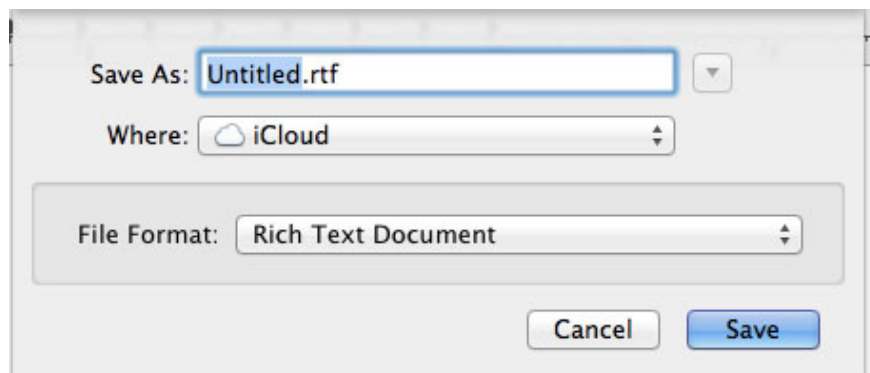 Save As: Untitled.rtf
Where: iCloud
File Format: Rich Text Document
Cancel Save